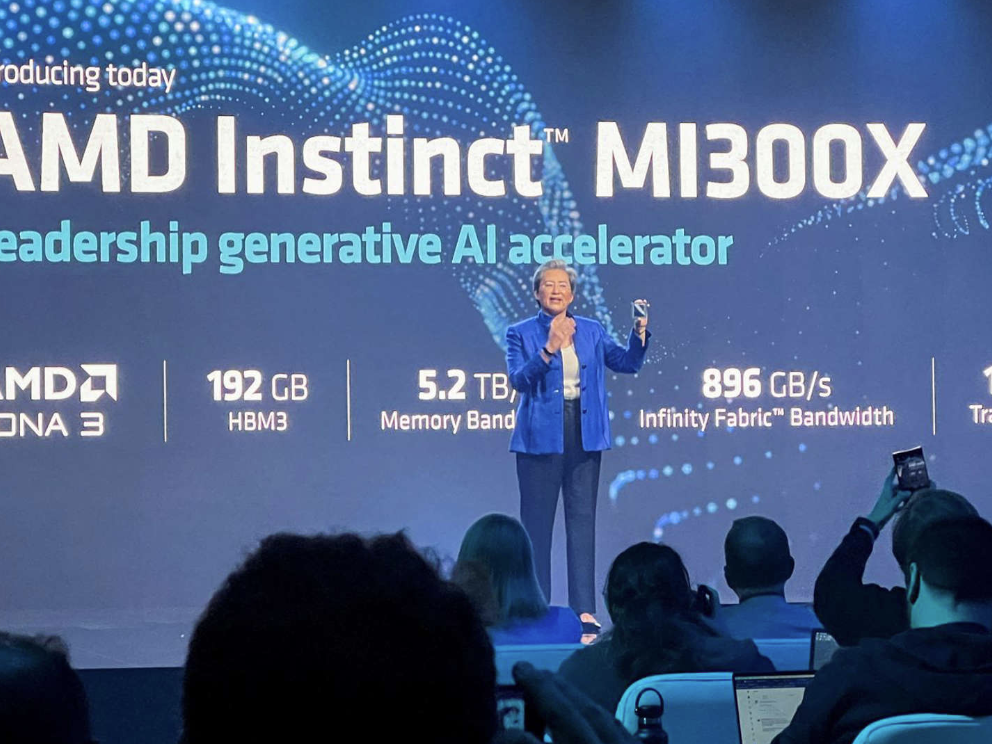 roducing today
AMD Instinct™ MI300X
eadership generative AI accelerator
AMD
DNA 3
192 GB
HBM3
5.2 TB/
Memory Band
896 GB/s
Infinity Fabric™ Bandwidth
1
Tra